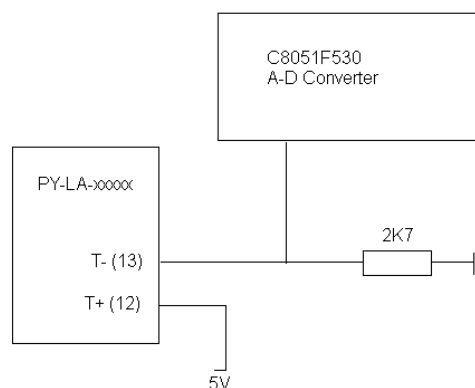 C8051F530
A-D Converter
PY-LA-xxxxx
2K7
T- (13)
T+ (12)
5V